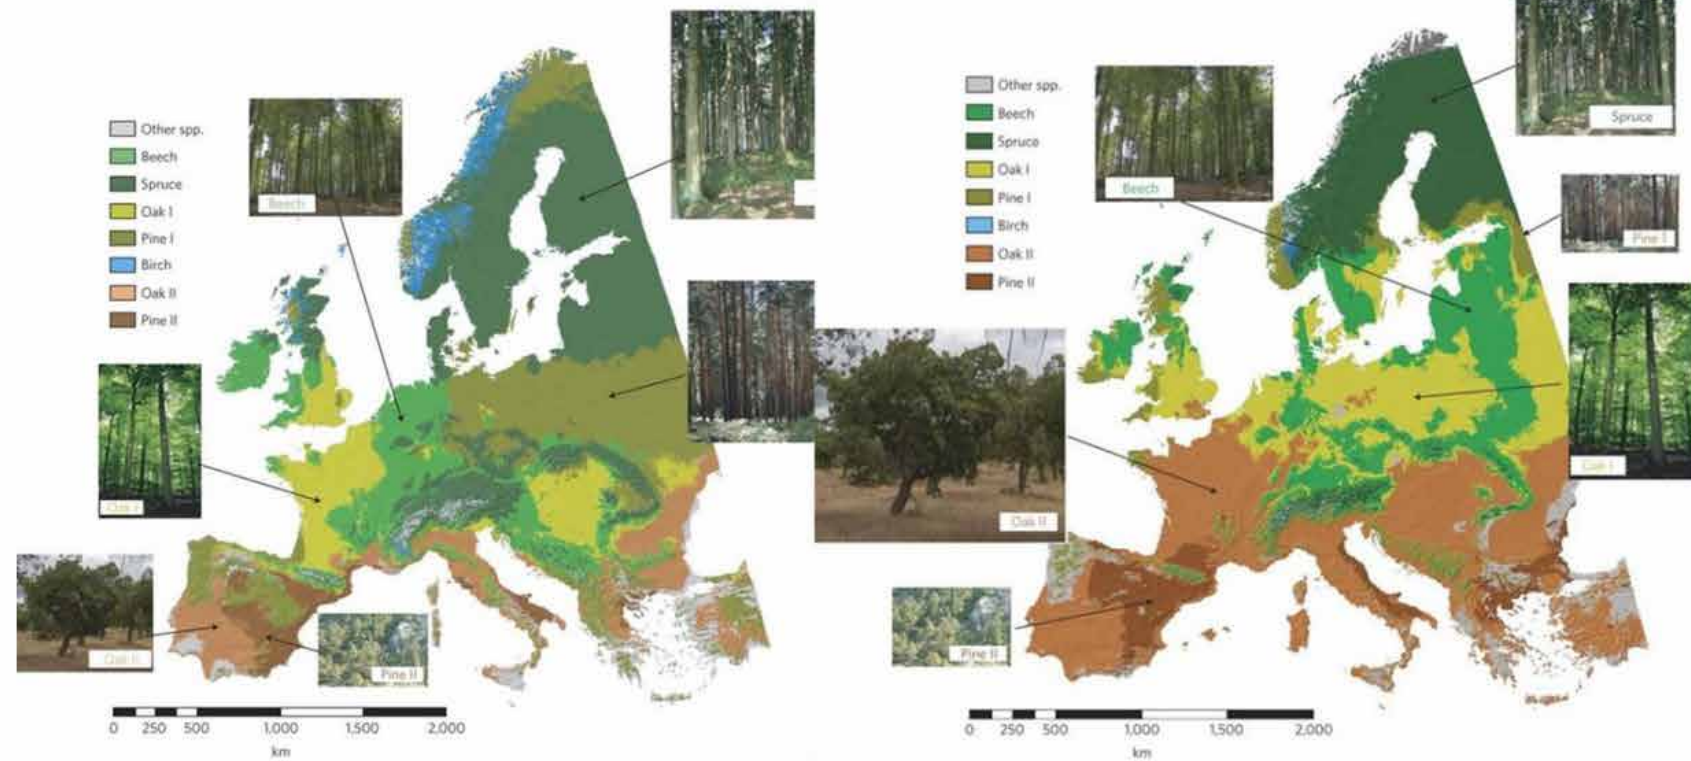 Other spp.
Beech
Spruce
Oak I
Pine I
Birch
Oak II
Pine II
Beech
Oak I
Oak II
Pine II
0 250 500 1,000 1,500 2,000
km
Other spp.
Beech
Spruce
Oak I
Pine I
Birch
Oak II
Pine II
Beech
Spruce
Pine I
Oak I
Oak II
Pine II
0 250 500 1,000 1,500 2,000
km